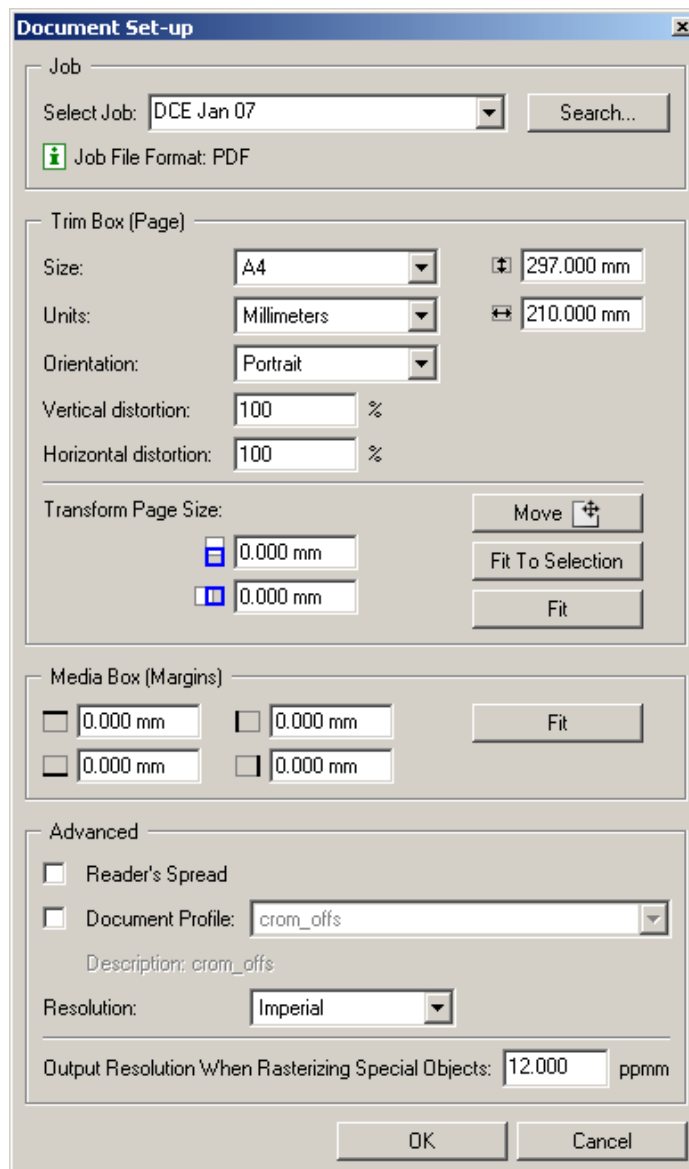 Document Set-up
Job
Select Job: DCE Jan 07 Search...
Job File Format: PDF
Trim Box (Page)
Size: A4 297.000 mm
Units: Millimeters 210.000 mm
Orientation: Portrait
Vertical distortion: 100 %
Horizontal distortion: 100 %
Transform Page Size: Move
0.000 mm Fit To Selection
0.000 mm Fit
Media Box (Margins)
0.000 mm 0.000 mm Fit
0.000 mm 0.000 mm
Advanced
Reader's Spread
Document Profile: crom_offs
Description: crom_offs
Resolution: Imperial
Output Resolution When Rasterizing Special Objects: 12.000 ppmm
OK Cancel